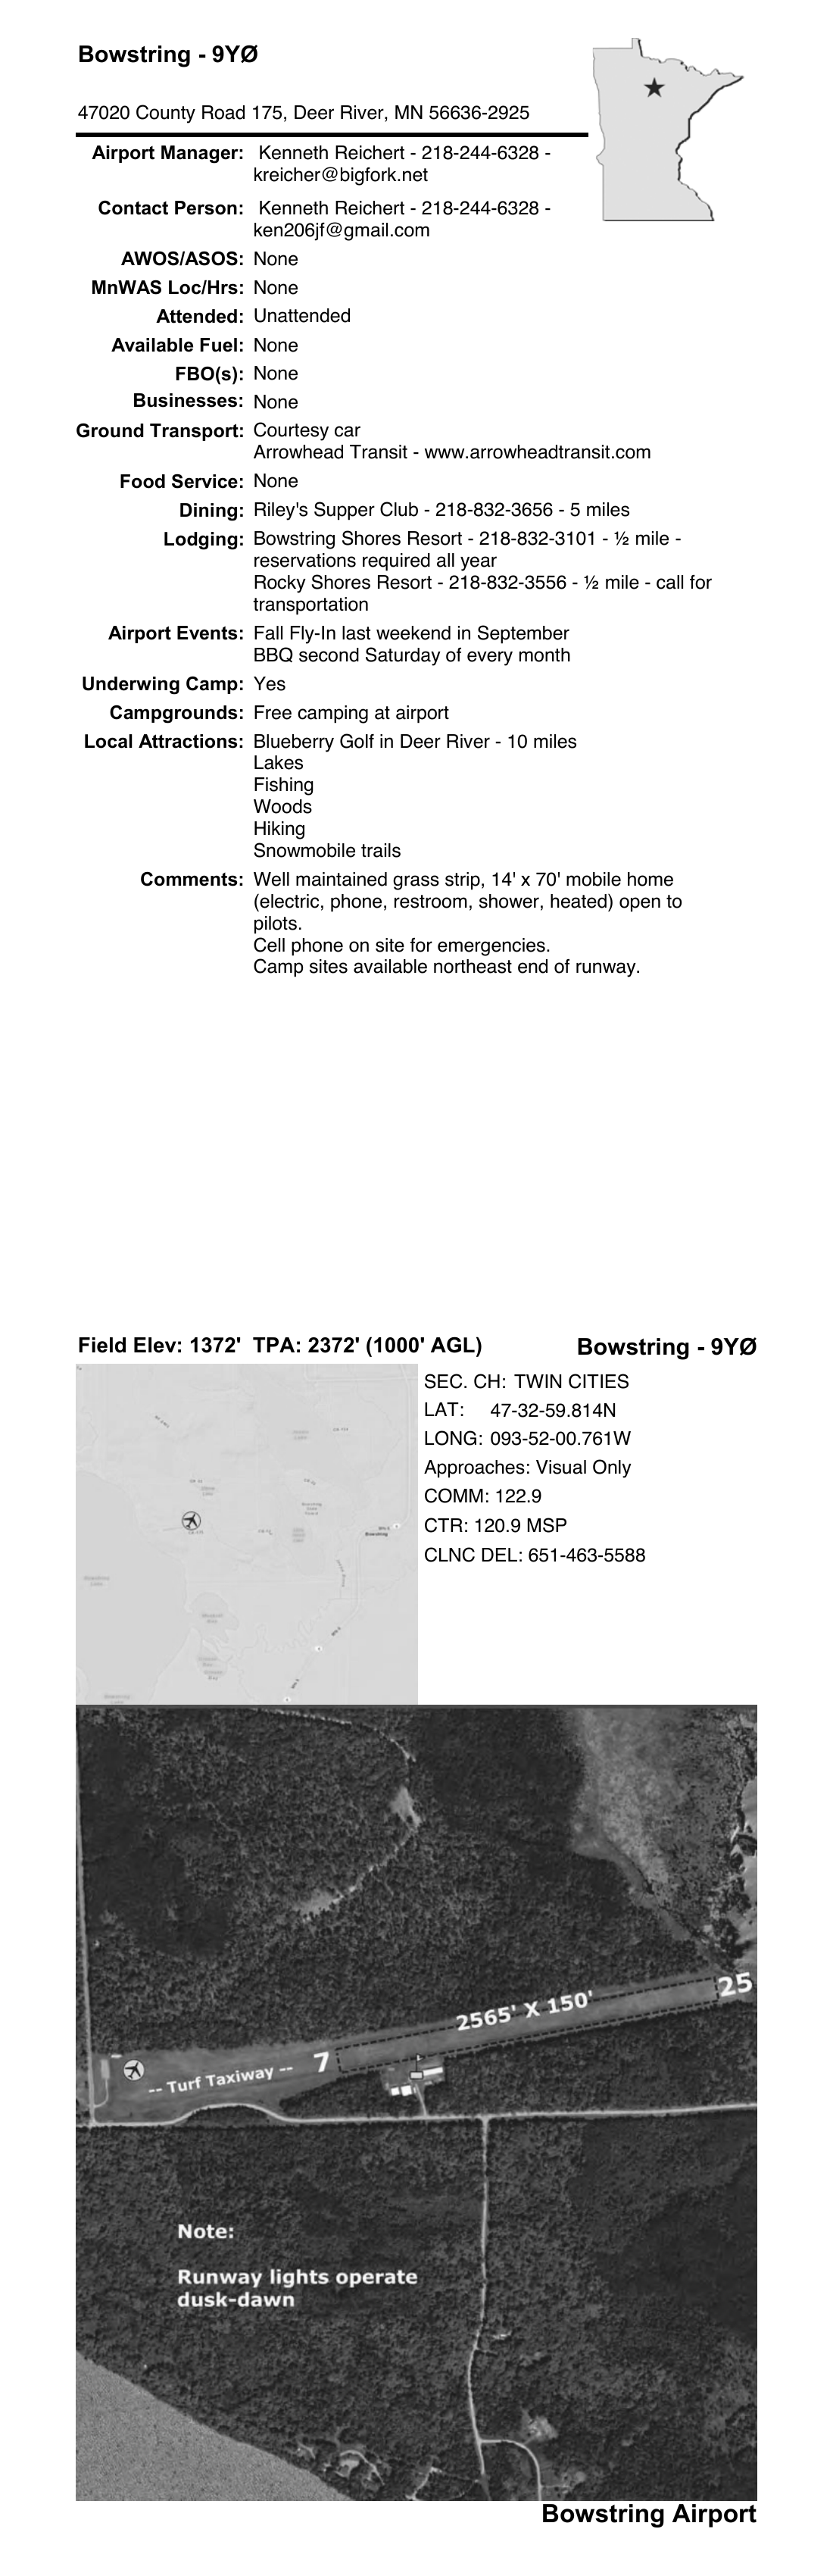 Bowstring - 9YØ
47020 County Road 175, Deer River, MN 56636-2925
Airport Manager: Kenneth Reichert - 218-244-6328 -
kreicher@bigfork.net
Contact Person: Kenneth Reichert - 218-244-6328 -
ken206jf@gmail.com
AWOS/ASOS: None
MnWAS Loc/Hrs: None
Attended: Unattended
Available Fuel: None
FBO(s): None
Businesses: None
Ground Transport: Courtesy car
Arrowhead Transit - www.arrowheadtransit.com
Food Service: None
Dining: Riley's Supper Club - 218-832-3656 - 5 miles
Lodging: Bowstring Shores Resort - 218-832-3101 - ½ mile -
reservations required all year
Rocky Shores Resort - 218-832-3556 - ½ mile - call for
transportation
Airport Events: Fall Fly-In last weekend in September
BBQ second Saturday of every month
Underwing Camp: Yes
Campgrounds: Free camping at airport
Local Attractions: Blueberry Golf in Deer River - 10 miles
Lakes
Fishing
Woods
Hiking
Snowmobile trails
Comments: Well maintained grass strip, 14' x 70' mobile home
(electric, phone, restroom, shower, heated) open to
pilots.
Cell phone on site for emergencies.
Camp sites available northeast end of runway.
Field Elev: 1372' TPA: 2372' (1000' AGL) Bowstring - 9YØ
SEC. CH: TWIN CITIES
LAT: 47-32-59.814N
LONG: 093-52-00.761W
Approaches: Visual Only
COMM: 122.9
CTR: 120.9 MSP
CLNC DEL: 651-463-5588
Bowstring
25
2565' X 150'
7
-- Turf Taxiway --
Note:
Runway lights operate
dusk-dawn
Bowstring Airport